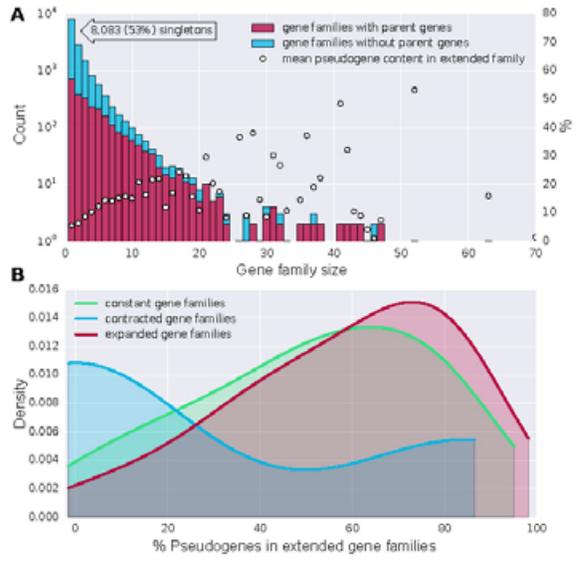 A
10⁴
10³
10²
10¹
10⁰
Count
8,083 (53%) singletons
gene families with parent genes
gene families without parent genes
mean pseudogene content in extended family
80
70
60
50
40
30
20
10
0
%
0 10 20 30 40 50 60 70
Gene family size
B
0.016
0.014
0.012
0.010
0.008
0.006
0.004
0.002
0.000
Density
constant gene families
contracted gene families
expanded gene families
0 20 40 60 80 100
% Pseudogenes in extended gene families